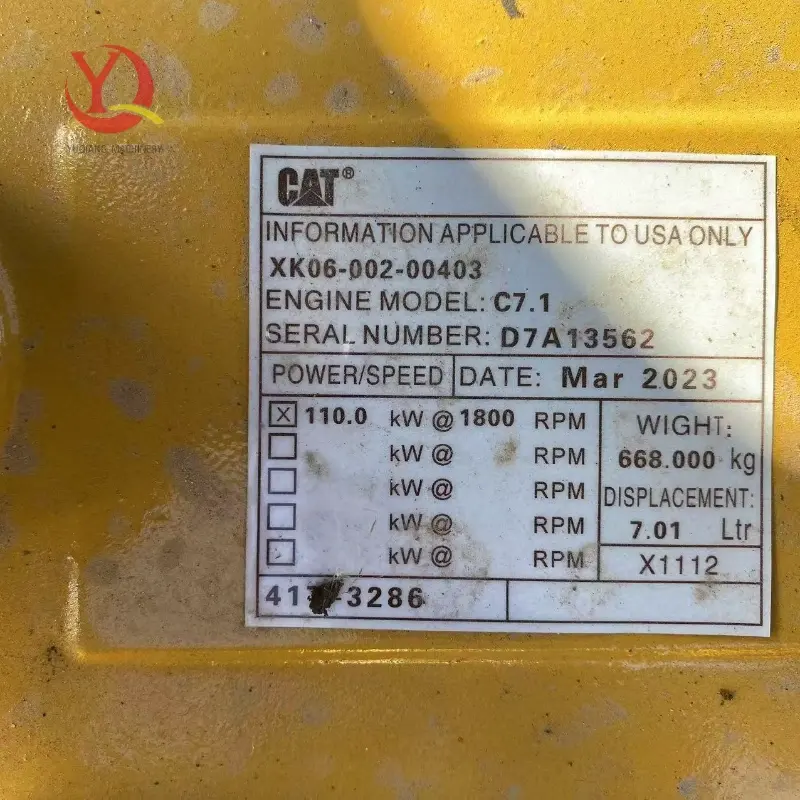 YUQIANG MACHINERY
CAT®
INFORMATION APPLICABLE TO USA ONLY
XK06-002-00403
ENGINE MODEL: C7.1
SERAL NUMBER: D7A13562
POWER/SPEED DATE: Mar 2023
X 110.0 kW @ 1800 RPM WIGHT:
kW @ RPM 668.000 kg
kW @ RPM DISPLACEMENT:
kW @ RPM 7.01 Ltr
kW @ RPM X1112